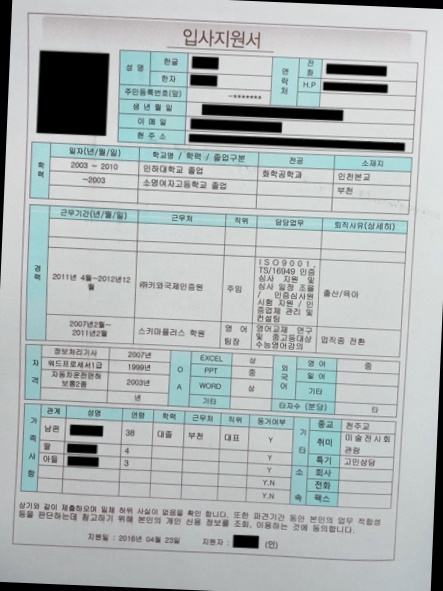 입사지원서
성 명
한글
한자
연락처
전화
H.P
주민등록번호(앞)
-*******
생 년 월 일
이 메 일
현 주 소
학력
일자(년/월/일)
학교명 / 학력 / 졸업구분
전공
소재지
2003 ~ 2010
인하대학교 졸업
화학공학과
인천본교
~2003
소명여자고등학교 졸업
부천
경력
근무기간(년/월/일)
근무처
직위
담당업무
퇴직사유(상세히)
2011년 4월~2012년12월
㈜키와국제인증원
주임
ISO9001,
TS/16949 인증
심사 지원 및
심사 일정 조율
/ 인증심사원
시험 지원 / 인
증업체 관리 및
컨설팅
출산/육아
2007년2월~
2011년2월
스키마플러스 학원
영 어
팀장
영어교재 연구
및 중고등대상
수능영어강의
업직종 전환
자격
정보처리기사
2007년
워드프로세서1급
1999년
자동차운전면허
보통2종
2003년
년
O A
EXCEL
상
PPT
중
WORD
상
기타
외국어
영 어
중
일 어
기타
타자수 (분당)
타
가족사항
관계
성명
연령
학력
근무처
직위
동거여부
남편
38
대졸
부천
대표
Y
딸
4
Y
아들
3
Y
Y.N
Y.N
기타
종교
천주교
취미
미술전시회
관람
특기
고민상담
소속
회사
전화
팩스
상기와 같이 제출하며 일체 허위 사실이 없음을 확인 합니다. 또한 파견기간 동안 본인의 업무 적합성
등을 판단하는데 참고하기 위해 본인의 개인 신용 정보를 조회, 이용하는 것에 동의합니다.
지원일 : 2016년 04월 23일
지원자 :
(인)